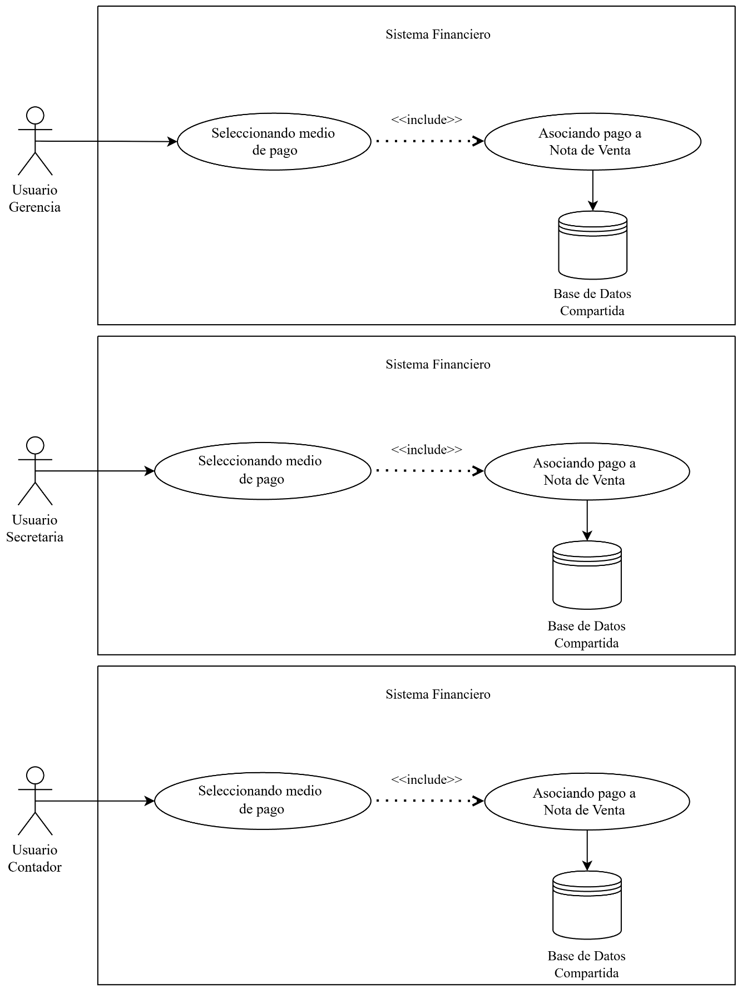 Sistema Financiero
<<include>>
Seleccionando medio
de pago
Asociando pago a
Nota de Venta
Usuario
Gerencia
Base de Datos
Compartida
Sistema Financiero
<<include>>
Seleccionando medio
de pago
Asociando pago a
Nota de Venta
Usuario
Secretaria
Base de Datos
Compartida
Sistema Financiero
<<include>>
Seleccionando medio
de pago
Asociando pago a
Nota de Venta
Usuario
Contador
Base de Datos
Compartida